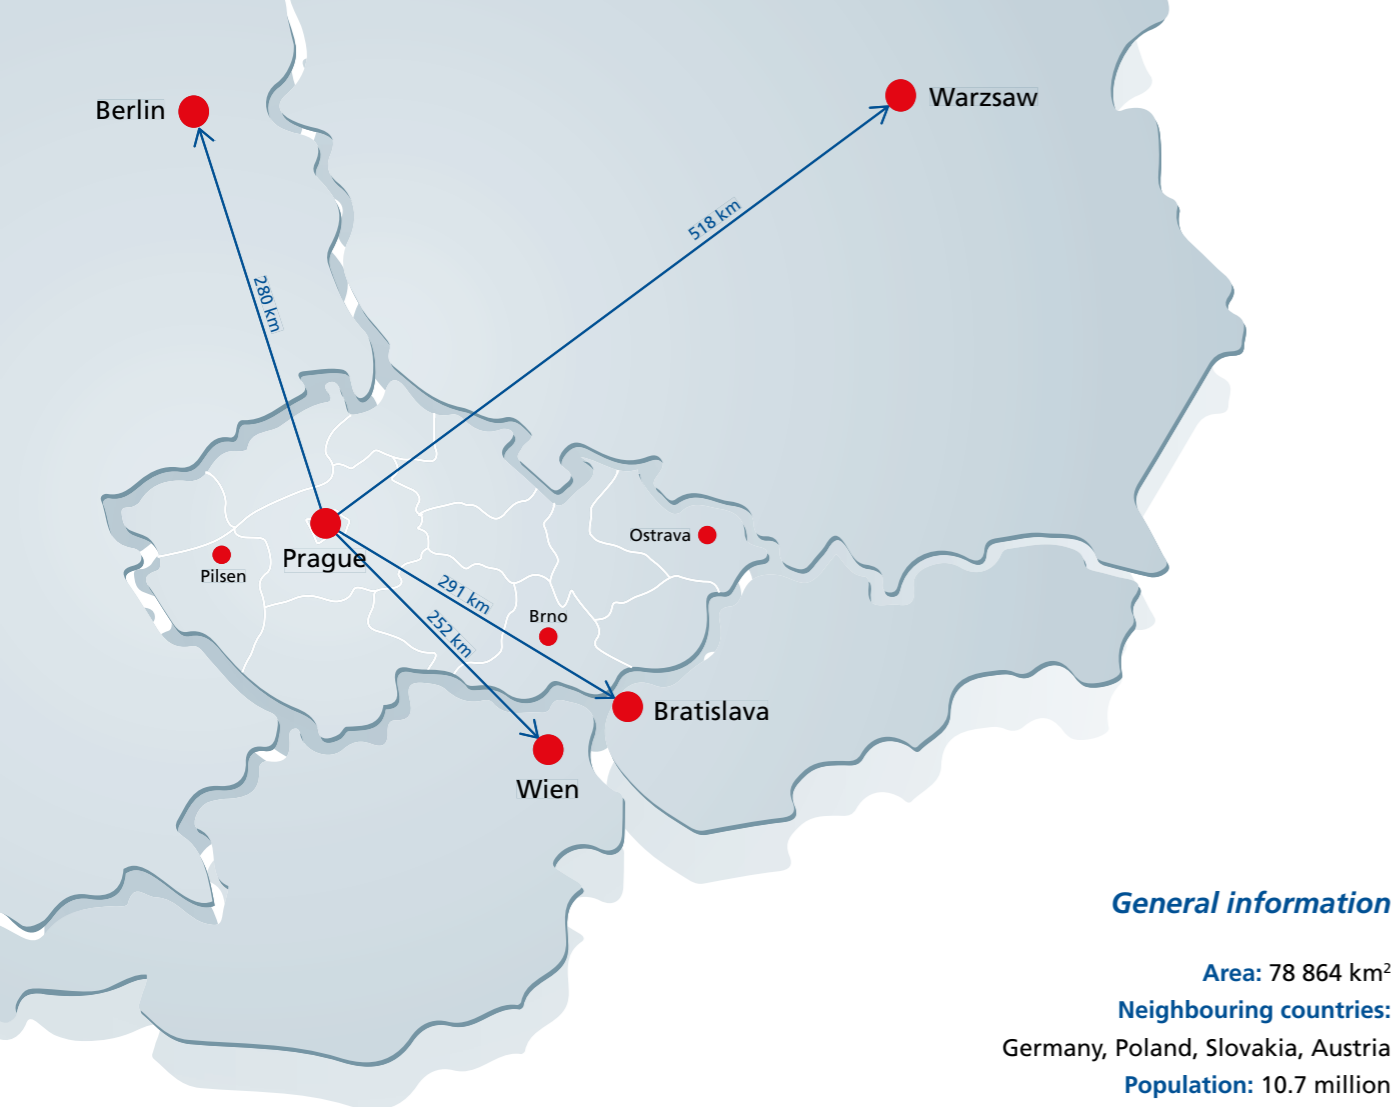 Berlin
Warzsaw
518 km
280 km
Ostrava
Prague
Pilsen
291 km
252 km
Brno
Bratislava
Wien
General information
Area: 78 864 km²
Neighbouring countries:
Germany, Poland, Slovakia, Austria
Population: 10.7 million